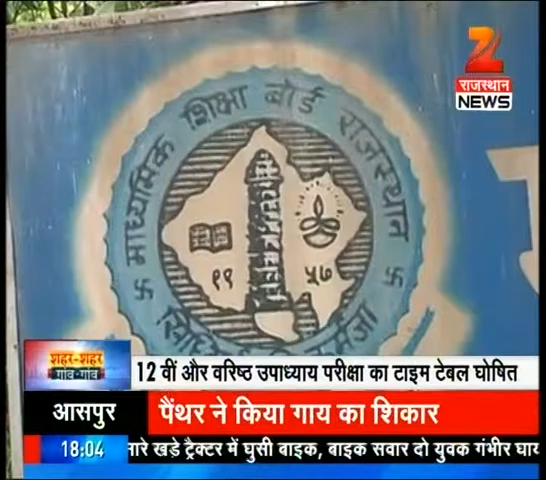 Z
राजस्थान
NEWS
माध्यमिक शिक्षा बोर्ड राजस्थान
१९ ५७
शहर-शहर
गांव-गांव
12 वीं और वरिष्ठ उपाध्याय परीक्षा का टाइम टेबल घोषित
आसपुर
पैंथर ने किया गाय का शिकार
18:04
नारे खड़े ट्रैक्टर में घुसी बाइक, बाइक सवार दो युवक गंभीर घाय